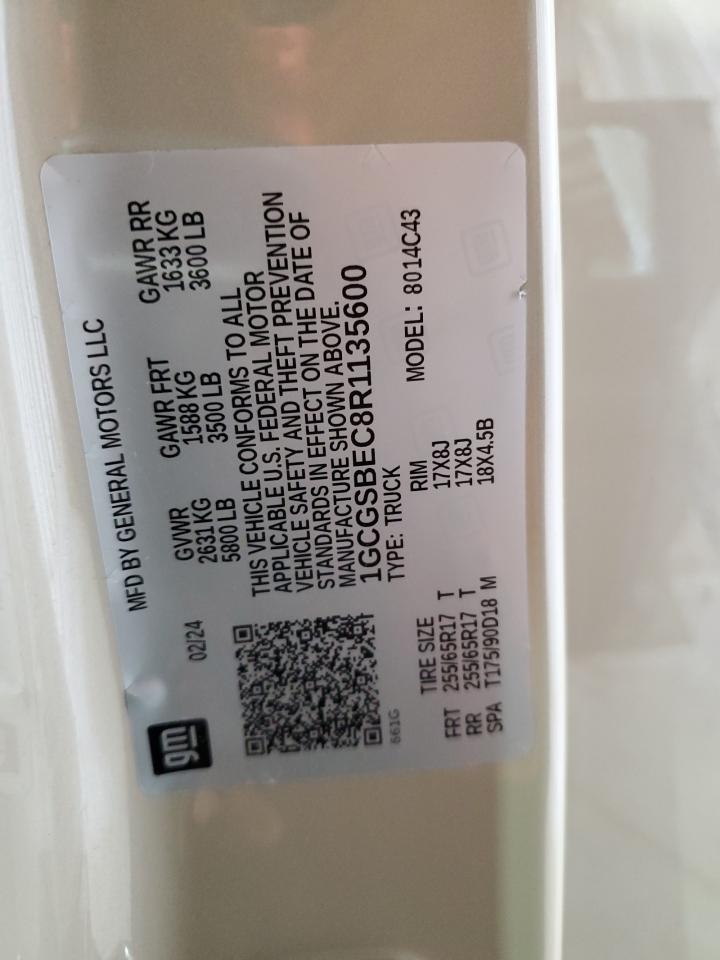 gm
MFD BY GENERAL MOTORS LLC
02/24
GVWR GAWR FRT GAWR RR
2631 KG 1588 KG 1633 KG
5800 LB 3500 LB 3600 LB
THIS VEHICLE CONFORMS TO ALL
APPLICABLE U.S. FEDERAL MOTOR
VEHICLE SAFETY AND THEFT PREVENTION
STANDARDS IN EFFECT ON THE DATE OF
MANUFACTURE SHOWN ABOVE.
1GCGSBEC8R1135600
661G
TYPE: TRUCK MODEL: 8014C43
TIRE SIZE RIM
FRT 255/65R17 T 17X8J
RR 255/65R17 T 17X8J
SPA T175/90D18 M 18X4.5B